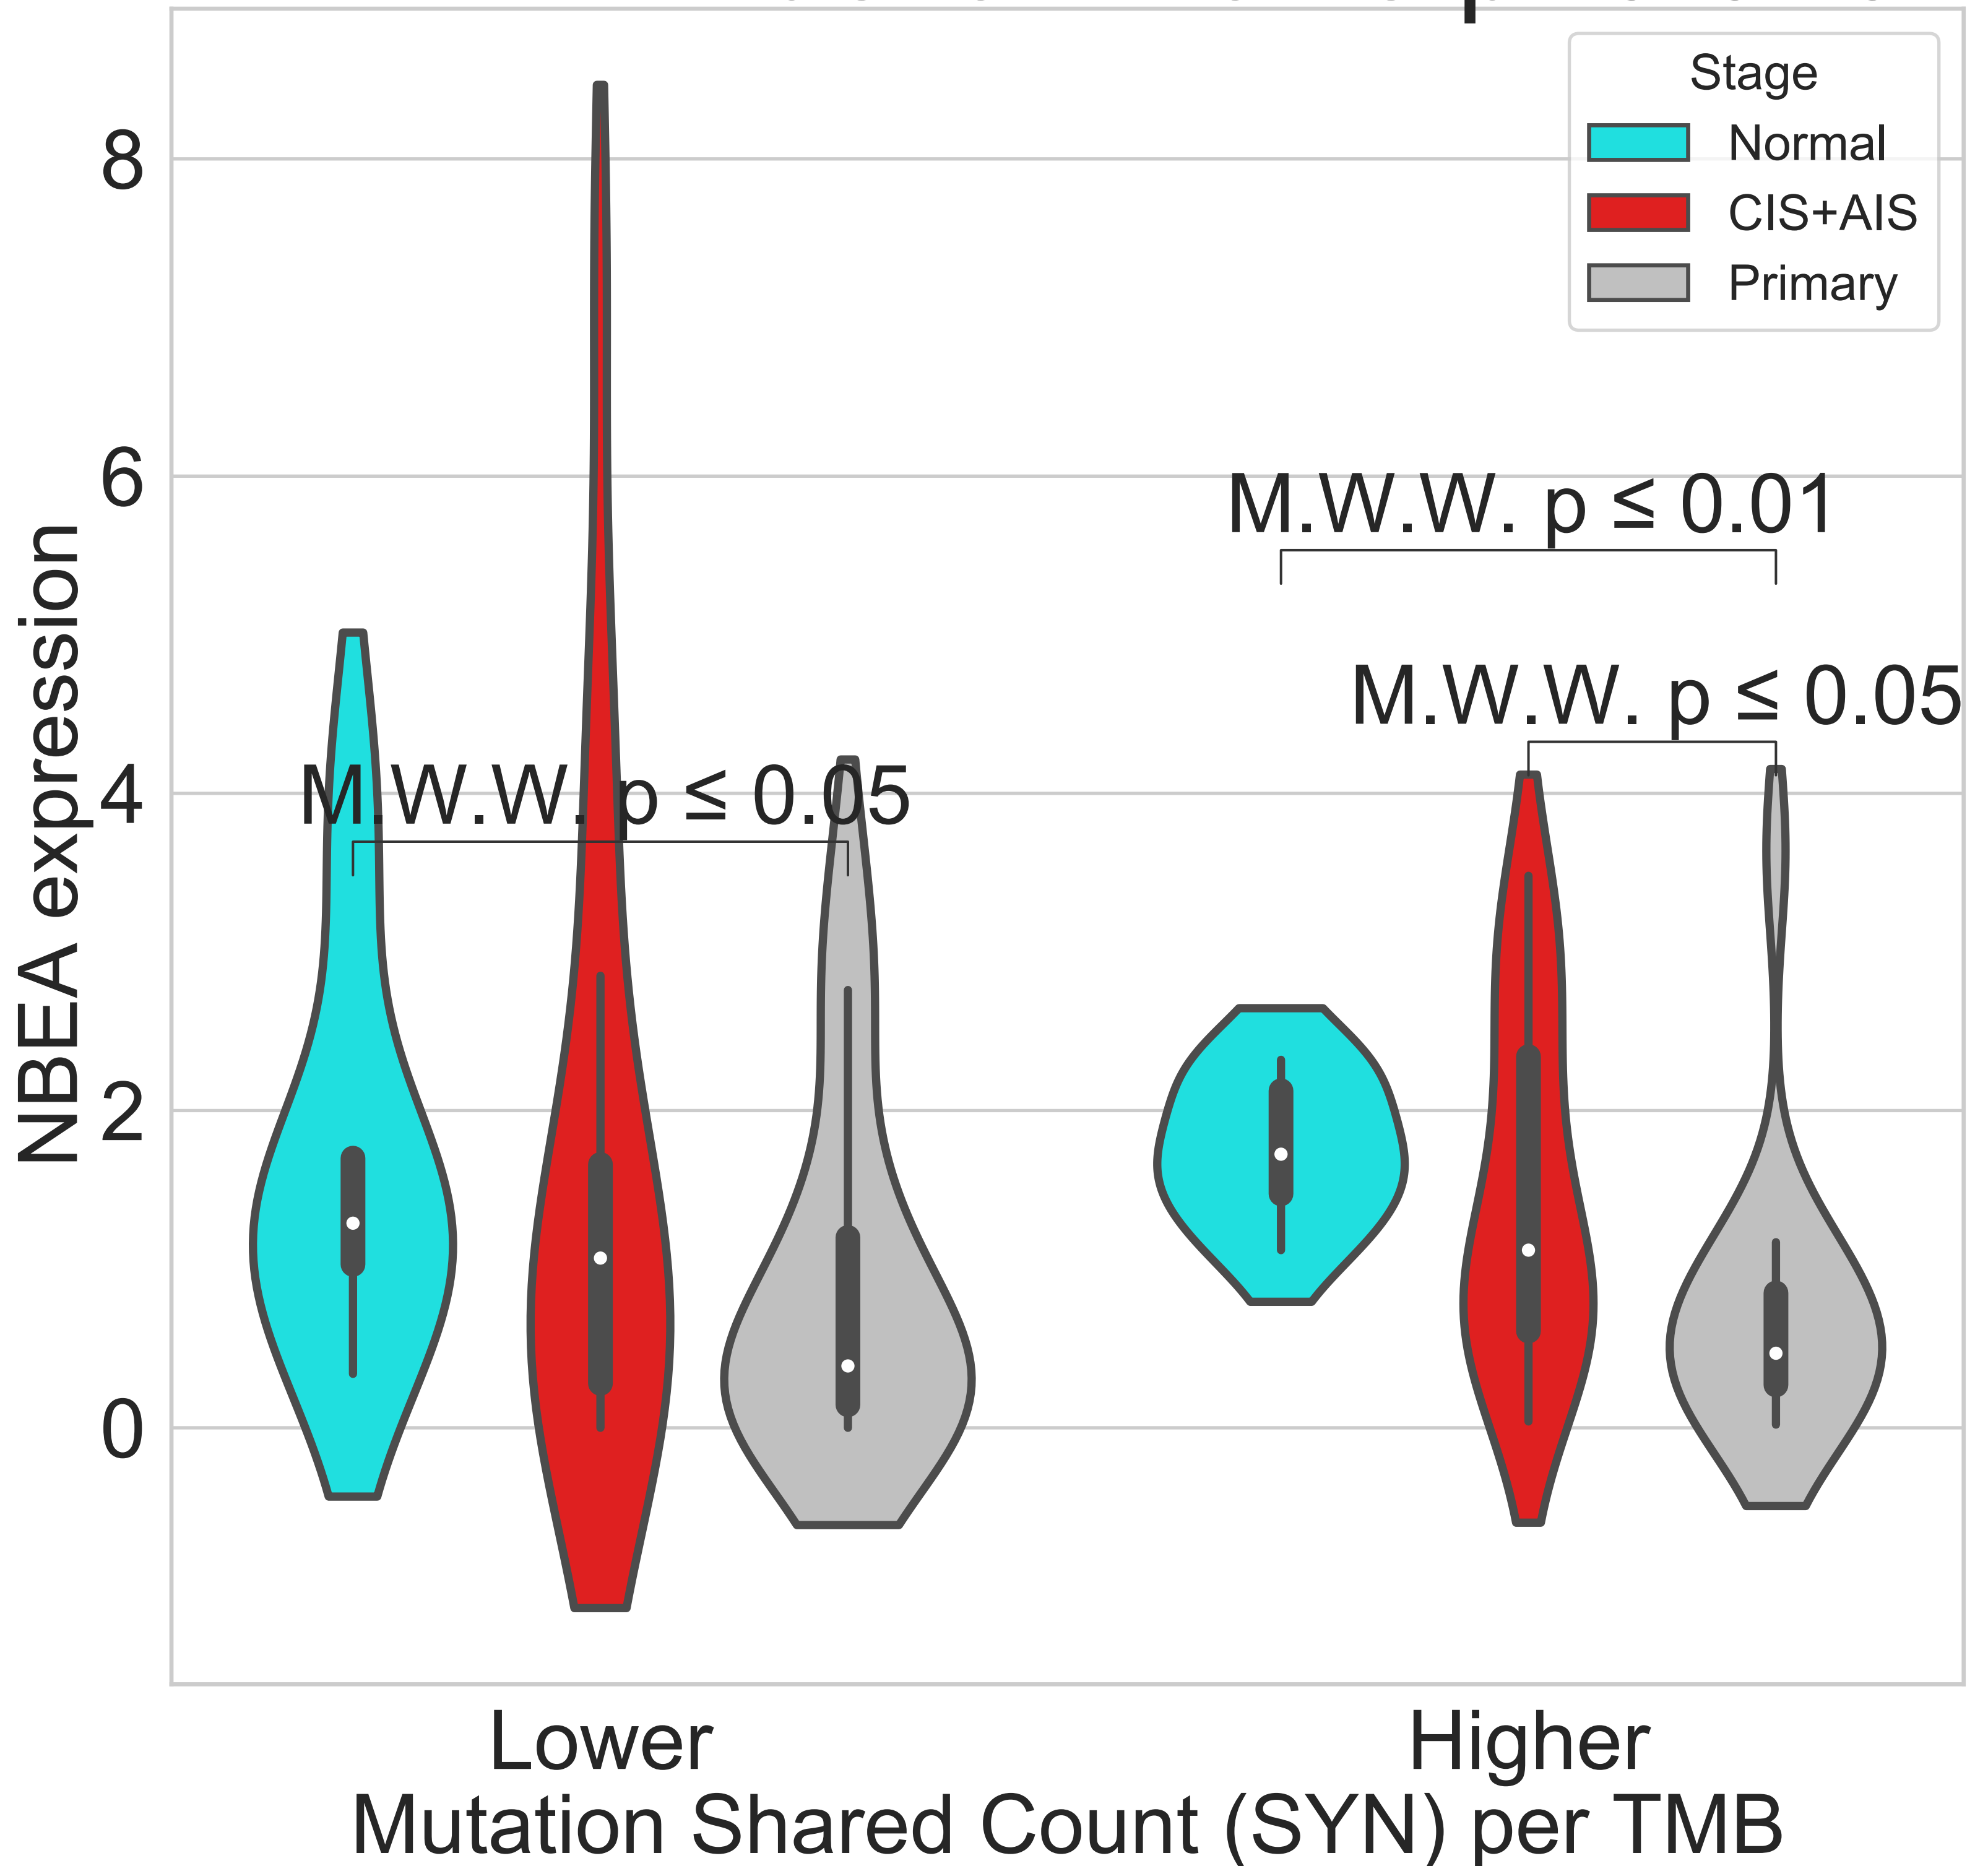 Stage
Normal
CIS+AIS
Primary
8
6
4
2
0
NBEA expression
M.W.W. p ≤ 0.01
M.W.W. p ≤ 0.05
M.W.W. p ≤ 0.05
Lower
Higher
Mutation Shared Count (SYN) per TMB